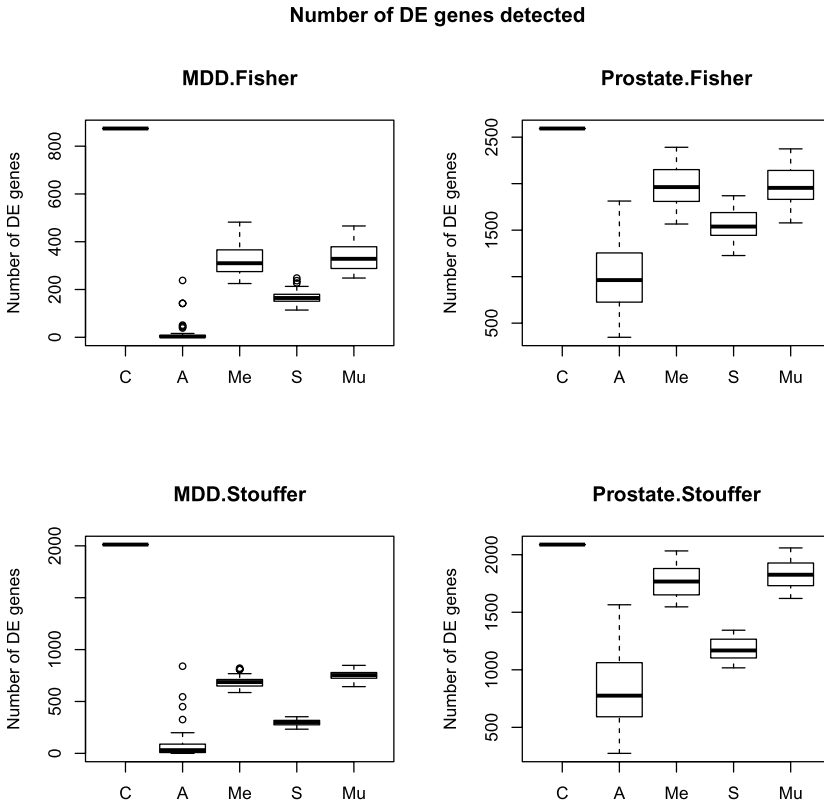 Number of DE genes detected
MDD.Fisher
Number of DE genes
800
600
400
200
0
C A Me S Mu
Prostate.Fisher
Number of DE genes
2500
1500
500
C A Me S Mu
MDD.Stouffer
Number of DE genes
2000
1000
500
0
C A Me S Mu
Prostate.Stouffer
Number of DE genes
2000
1500
1000
500
C A Me S Mu